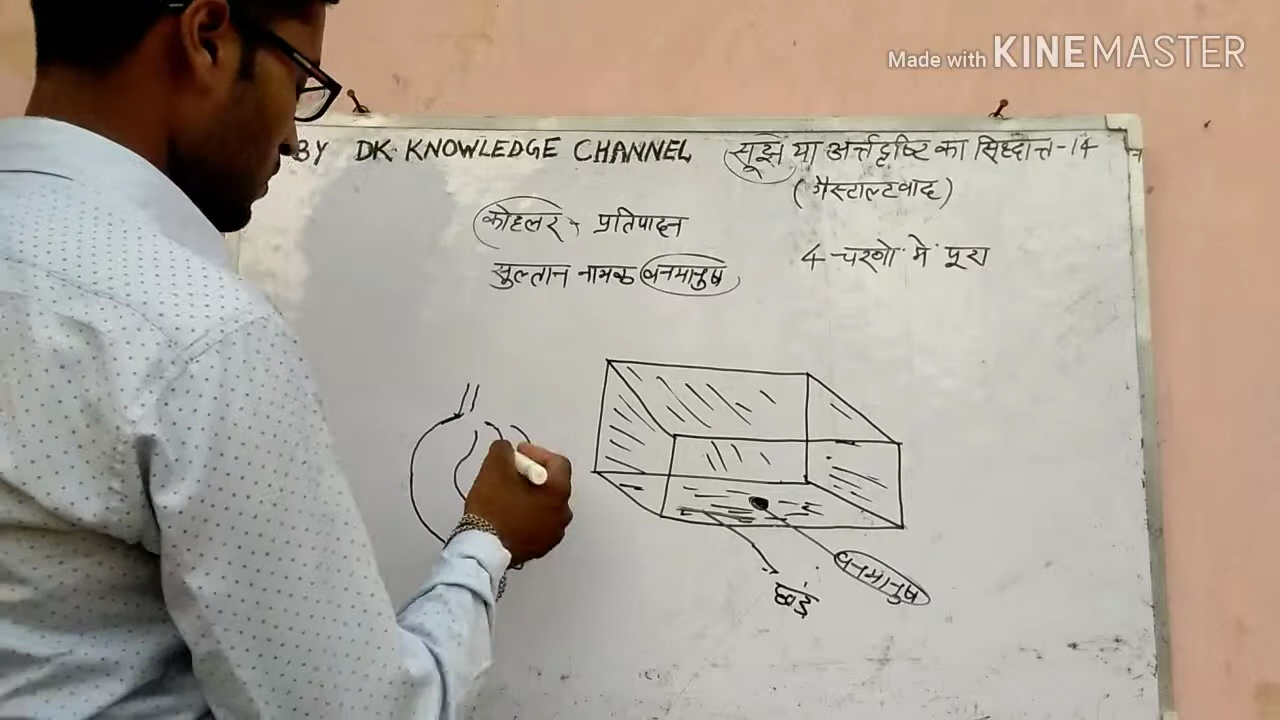 Made with KINEMASTER
BY DK KNOWLEDGE CHANNEL सूझ या अर्त्तदृष्टि का सिद्दान्त-14
(गैस्टाल्टवाद)
कोहलर प्रतिपादन
सुल्तान नामक वनमानुष
4 चरणो में पूरा
वनमानुष
छड़